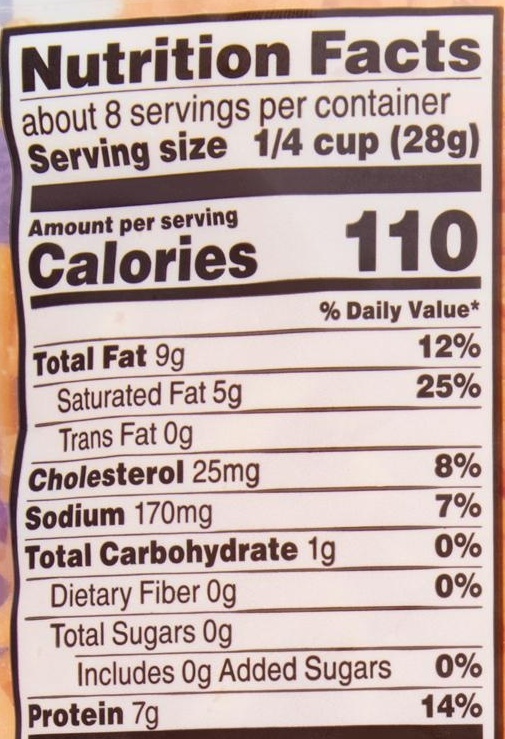 Nutrition Facts
about 8 servings per container
Serving size 1/4 cup (28g)
Amount per serving
Calories 110
% Daily Value*
Total Fat 9g 12%
Saturated Fat 5g 25%
Trans Fat 0g
Cholesterol 25mg 8%
Sodium 170mg 7%
Total Carbohydrate 1g 0%
Dietary Fiber 0g 0%
Total Sugars 0g
Includes 0g Added Sugars 0%
Protein 7g 14%